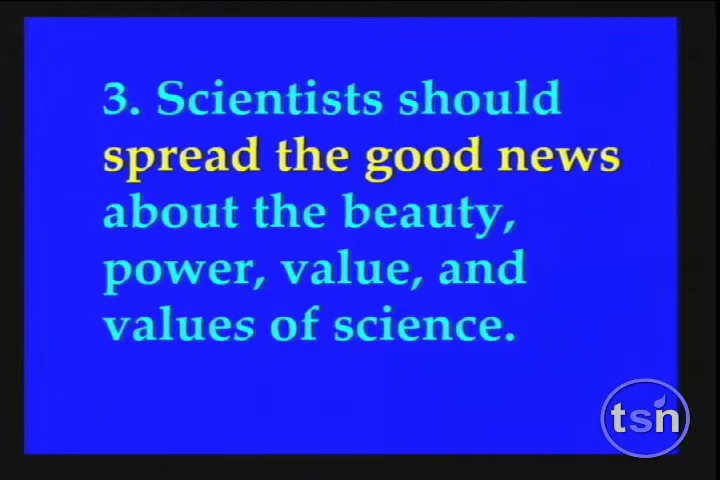 3. Scientists should
spread the good news
about the beauty,
power, value, and
values of science.
tsn